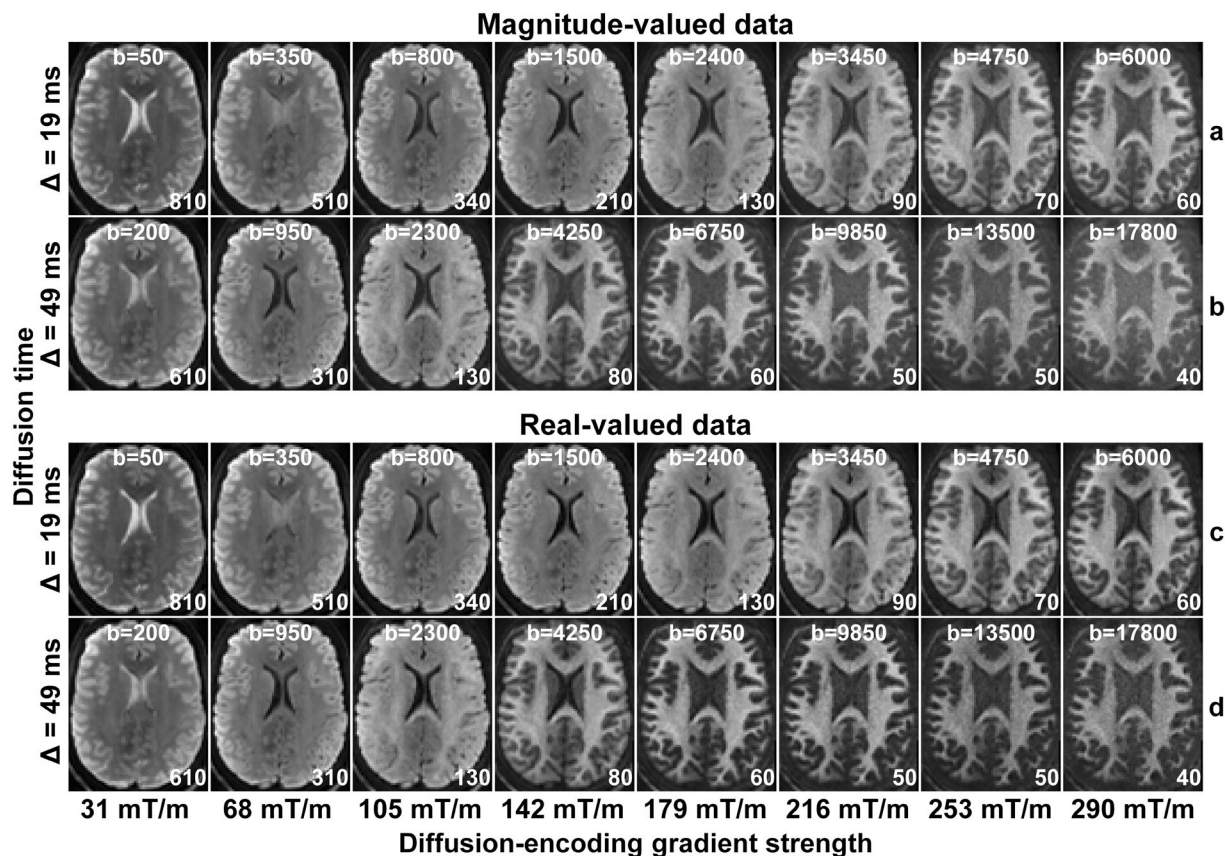 Magnitude-valued data
b=50 b=350 b=800 b=1500 b=2400 b=3450 b=4750 b=6000
Δ = 19 ms
a
810 510 340 210 130 90 70 60
b=200 b=950 b=2300 b=4250 b=6750 b=9850 b=13500 b=17800
Δ = 49 ms
b
610 310 130 80 60 50 50 40
Diffusion time
Real-valued data
b=50 b=350 b=800 b=1500 b=2400 b=3450 b=4750 b=6000
Δ = 19 ms
c
810 510 340 210 130 90 70 60
b=200 b=950 b=2300 b=4250 b=6750 b=9850 b=13500 b=17800
Δ = 49 ms
d
610 310 130 80 60 50 50 40
31 mT/m 68 mT/m 105 mT/m 142 mT/m 179 mT/m 216 mT/m 253 mT/m 290 mT/m
Diffusion-encoding gradient strength